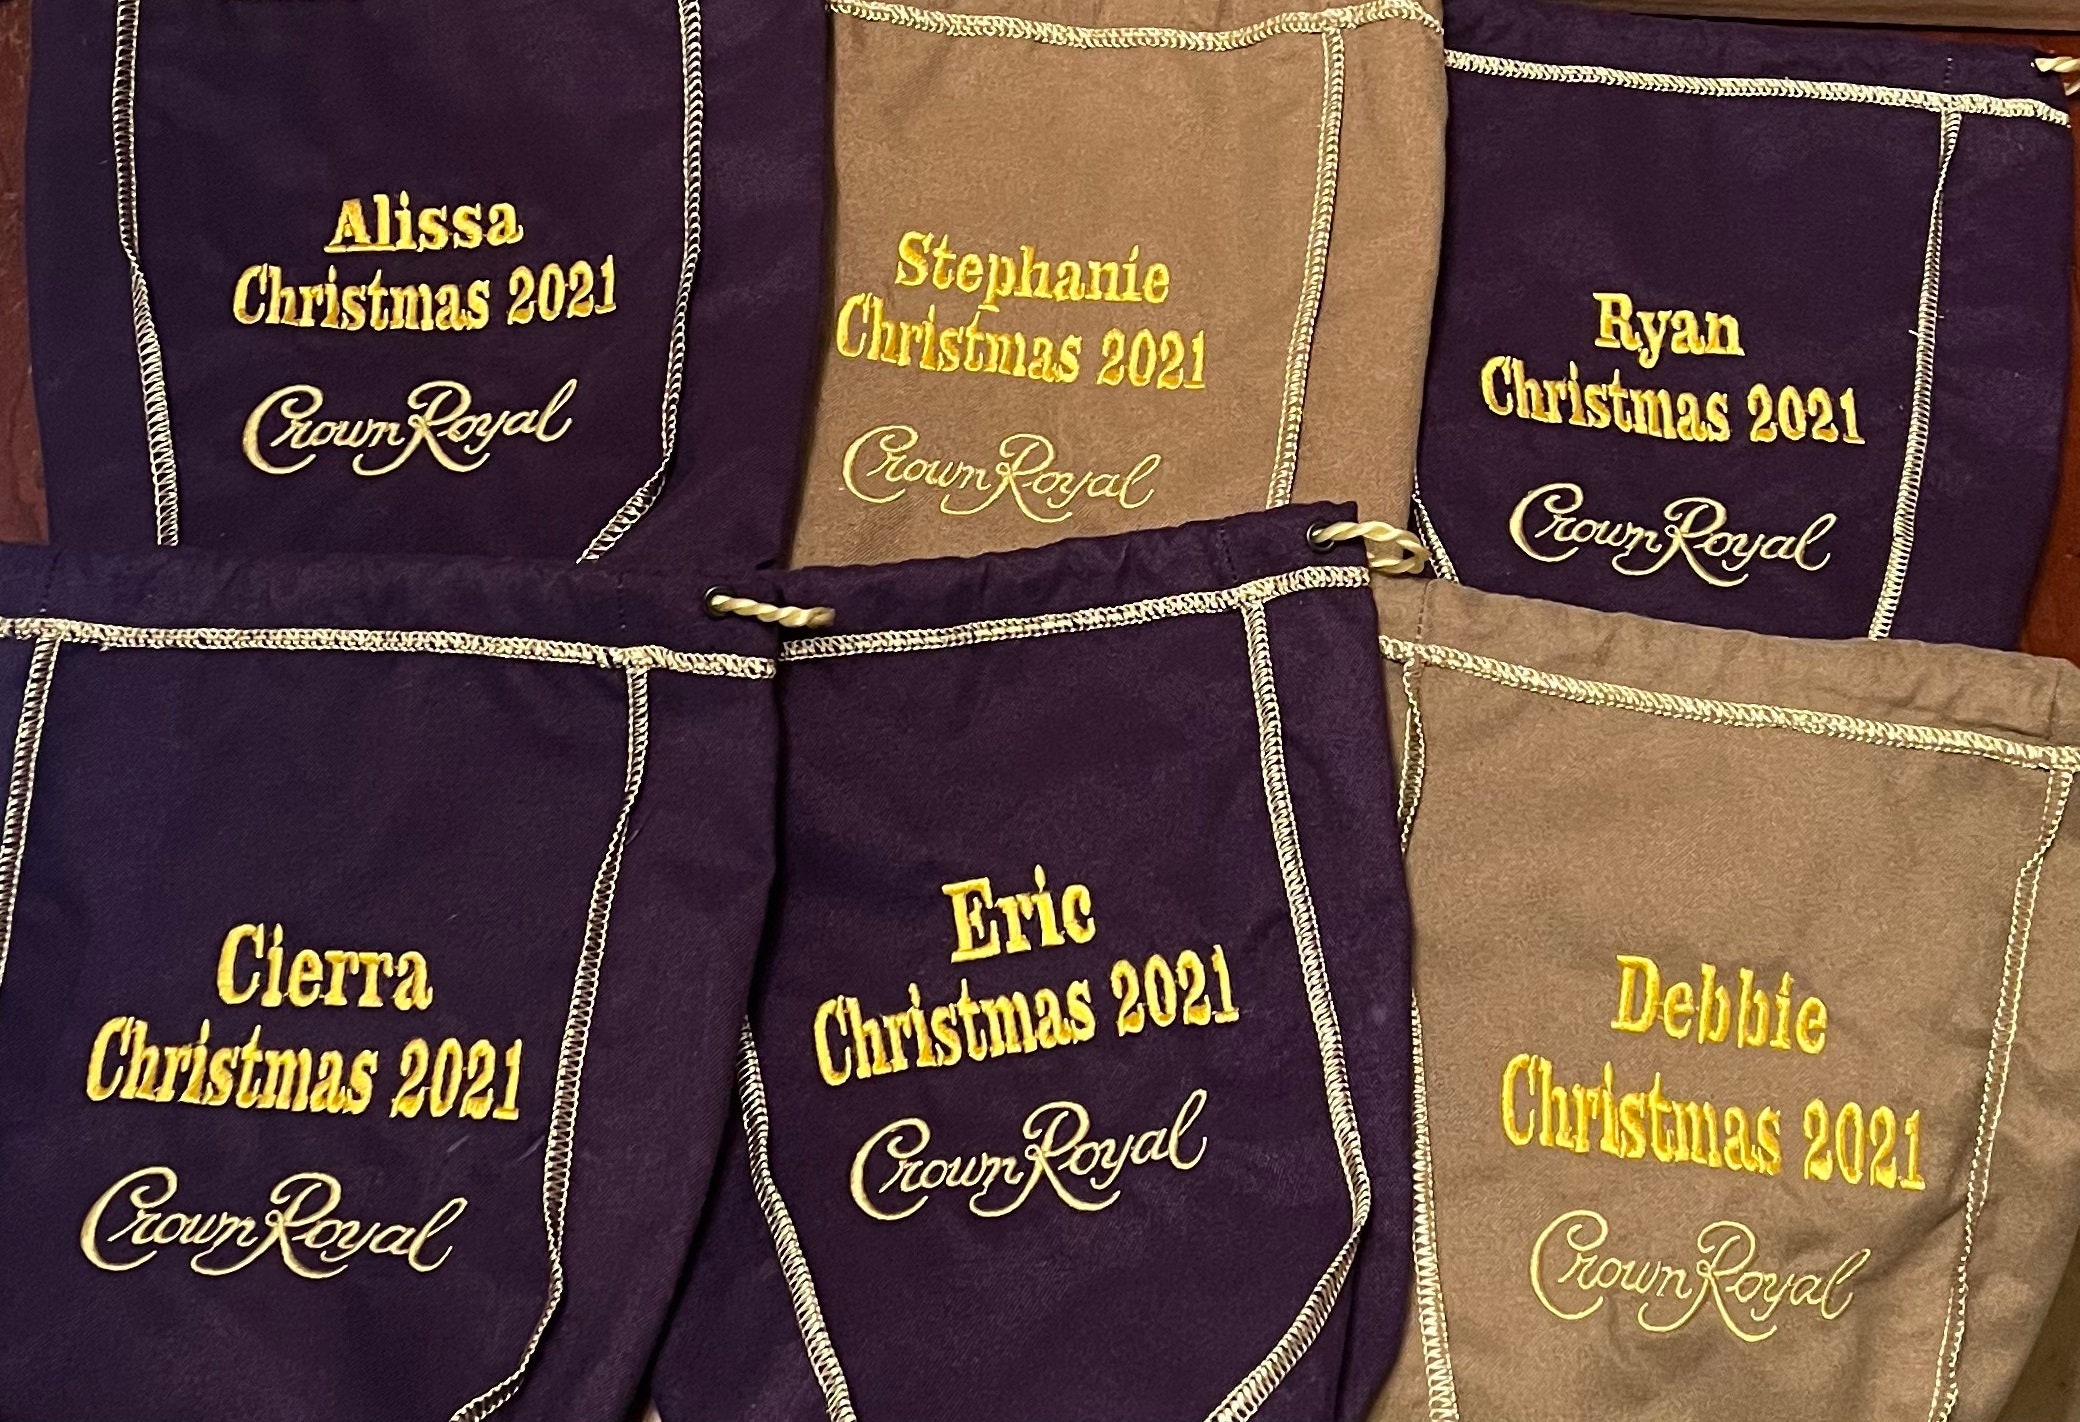 Alissa
Christmas 2021
Crown Royal
Stephanie
Christmas 2021
Crown Royal
Ryan
Christmas 2021
Crown Royal
Cierra
Christmas 2021
Crown Royal
Eric
Christmas 2021
Crown Royal
Debbie
Christmas 2021
Crown Royal